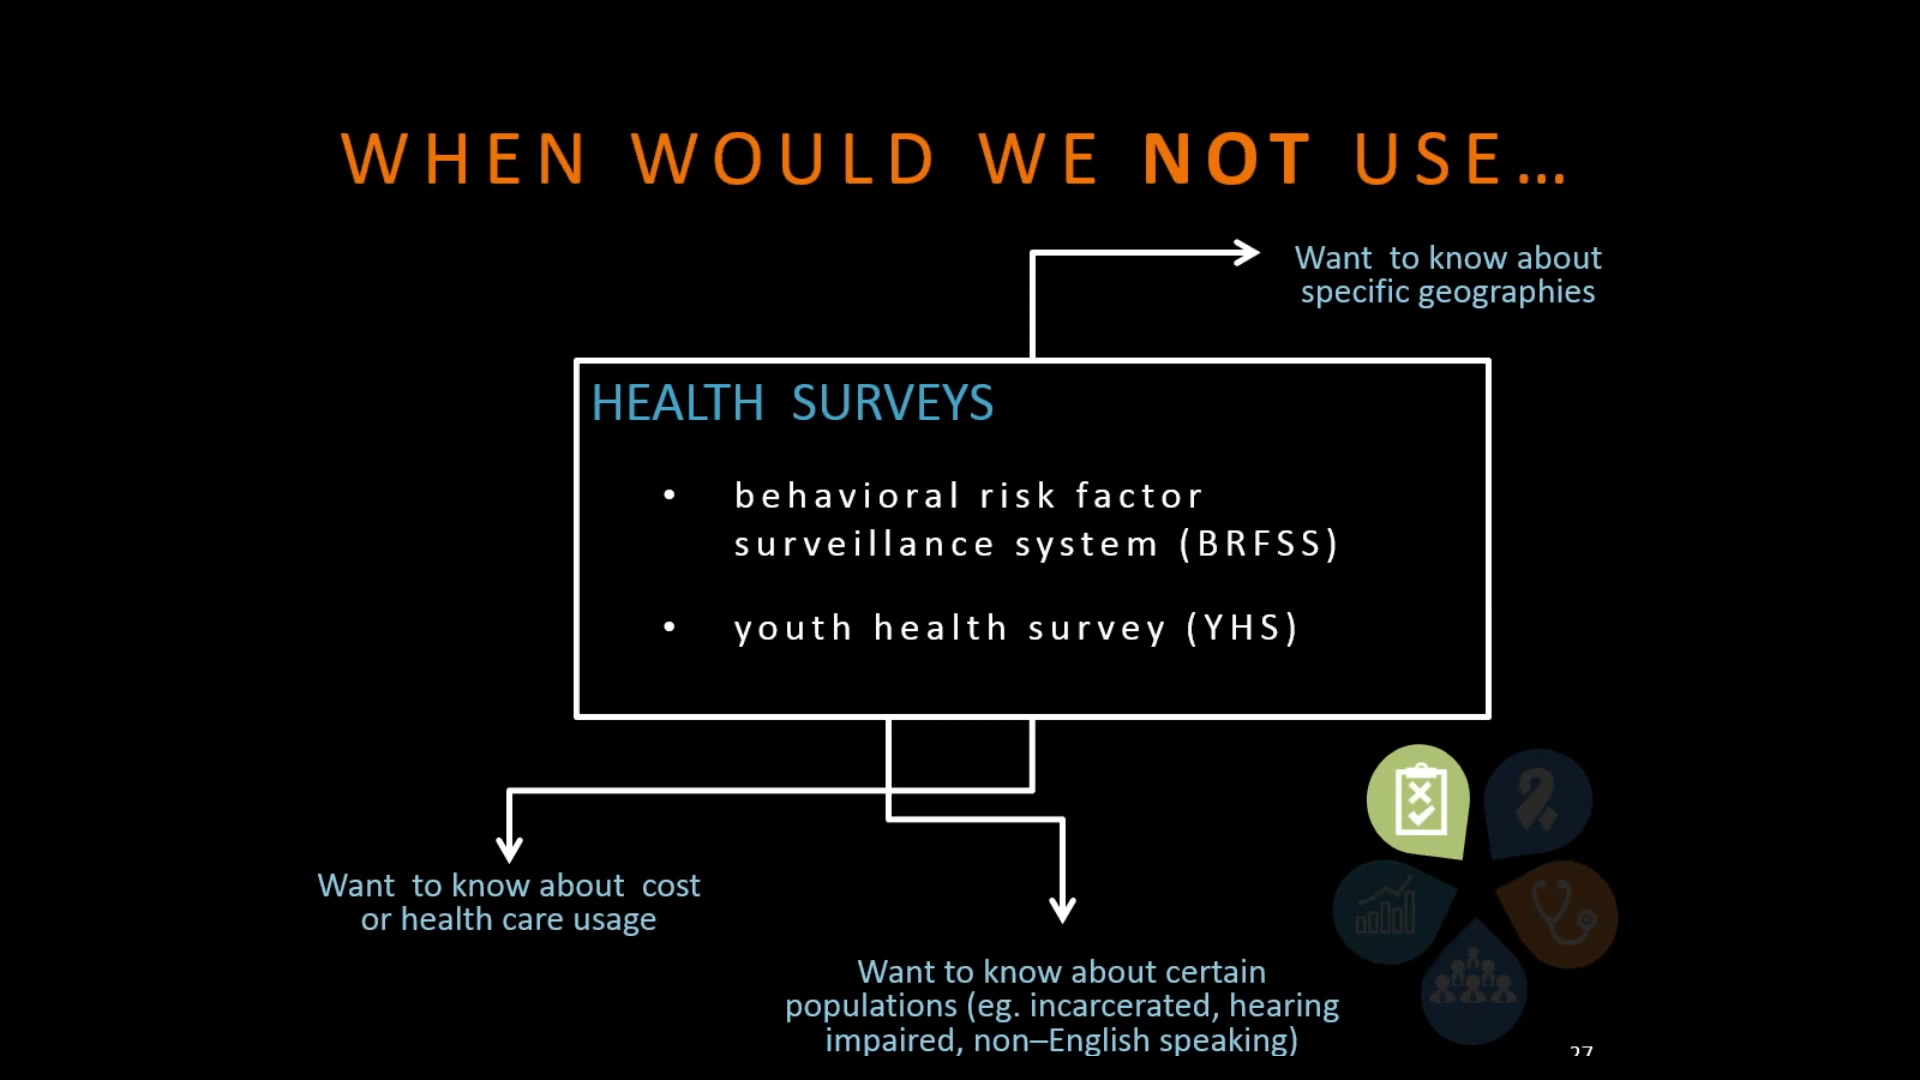 WHEN WOULD WE NOT USE…
Want to know about
specific geographies
HEALTH SURVEYS
• behavioral risk factor
surveillance system (BRFSS)
• youth health survey (YHS)
Want to know about cost
or health care usage
Want to know about certain
populations (eg. incarcerated, hearing
impaired, non–English speaking)
27